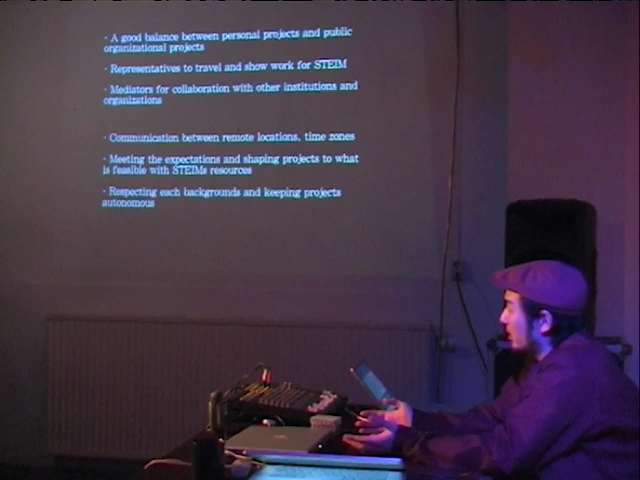 · A good balance between personal projects and public
organizational projects
· Representatives to travel and show work for STEIM
· Mediators for collaboration with other institutions and
organizations
· Communication between remote locations, time zones
· Meeting the expectations and shaping projects to what
is feasible with STEIMs resources
· Respecting each backgrounds and keeping projects
autonomous